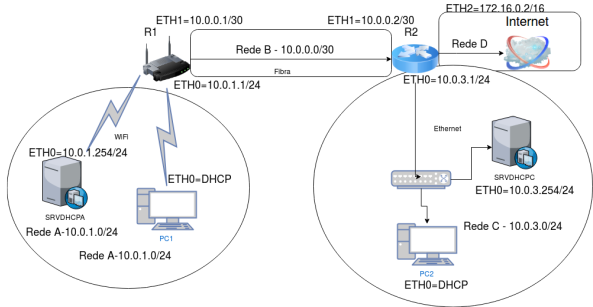 ETH2=172.16.0.2/16
ETH1=10.0.0.1/30
ETH1=10.0.0.2/30
Internet
R1
R2
Rede B - 10.0.0.0/30
Rede D
Fibra
ETH0=10.0.1.1/24
ETH0=10.0.3.1/24
WiFi
Ethernet
ETH0=10.0.1.254/24
ETH0=DHCP
SRVDHCPC
ETH0=10.0.3.254/24
SRVDHCPA
Rede A-10.0.1.0/24
PC1
Rede C - 10.0.3.0/24
Rede A-10.0.1.0/24
PC2
ETH0=DHCP